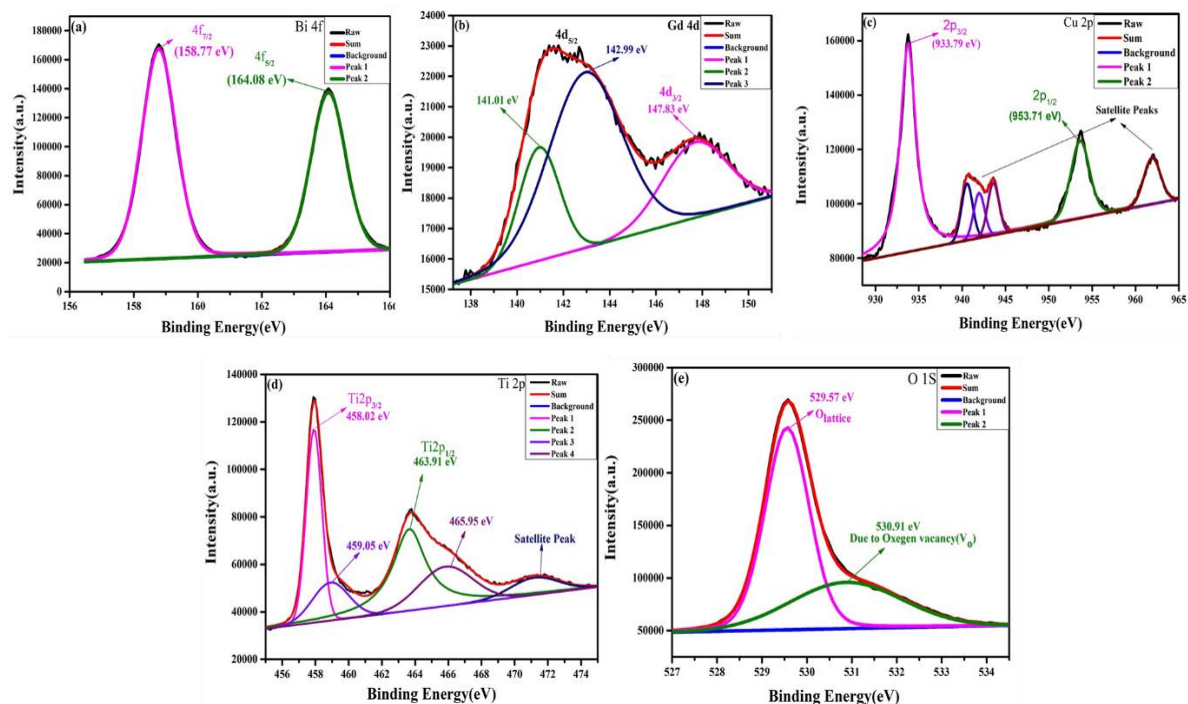 (a)
Bi 4f
4f7/2
(158.77 eV)
4f5/2
(164.08 eV)
Raw
Sum
Background
Peak 1
Peak 2
180000
160000
140000
120000
100000
80000
60000
40000
20000
0
156 158 160 162 164 166
Intensity(a.u.)
Binding Energy(eV)
(b)
Gd 4d
4d5/2
142.99 eV
141.01 eV
4d3/2
147.83 eV
Raw
Sum
Background
Peak 1
Peak 2
Peak 3
24000
23000
22000
21000
20000
19000
18000
17000
16000
15000
138 140 142 144 146 148 150
Intensity(a.u.)
Binding Energy(eV)
(c)
Cu 2p
2p3/2
(933.79 eV)
2p1/2
(953.71 eV)
Satellite Peaks
Raw
Sum
Background
Peak 1
Peak 2
160000
140000
120000
100000
80000
930 935 940 945 950 955 960 965
Intensity(a.u.)
Binding Energy(eV)
(d)
Ti 2p
Ti2p3/2
458.02 eV
Ti2p1/2
463.91 eV
459.05 eV
465.95 eV
Satellite Peak
Raw
Sum
Background
Peak 1
Peak 2
Peak 3
Peak 4
140000
120000
100000
80000
60000
40000
20000
456 458 460 462 464 466 468 470 472 474
Intensity(a.u.)
Binding Energy(eV)
(e)
O 1S
529.57 eV
Olattice
530.91 eV
Due to Oxegen vacancy(VO)
Raw
Sum
Background
Peak 1
Peak 2
300000
250000
200000
150000
100000
50000
527 528 529 530 531 532 533 534
Intensity(a.u.)
Binding Energy(eV)